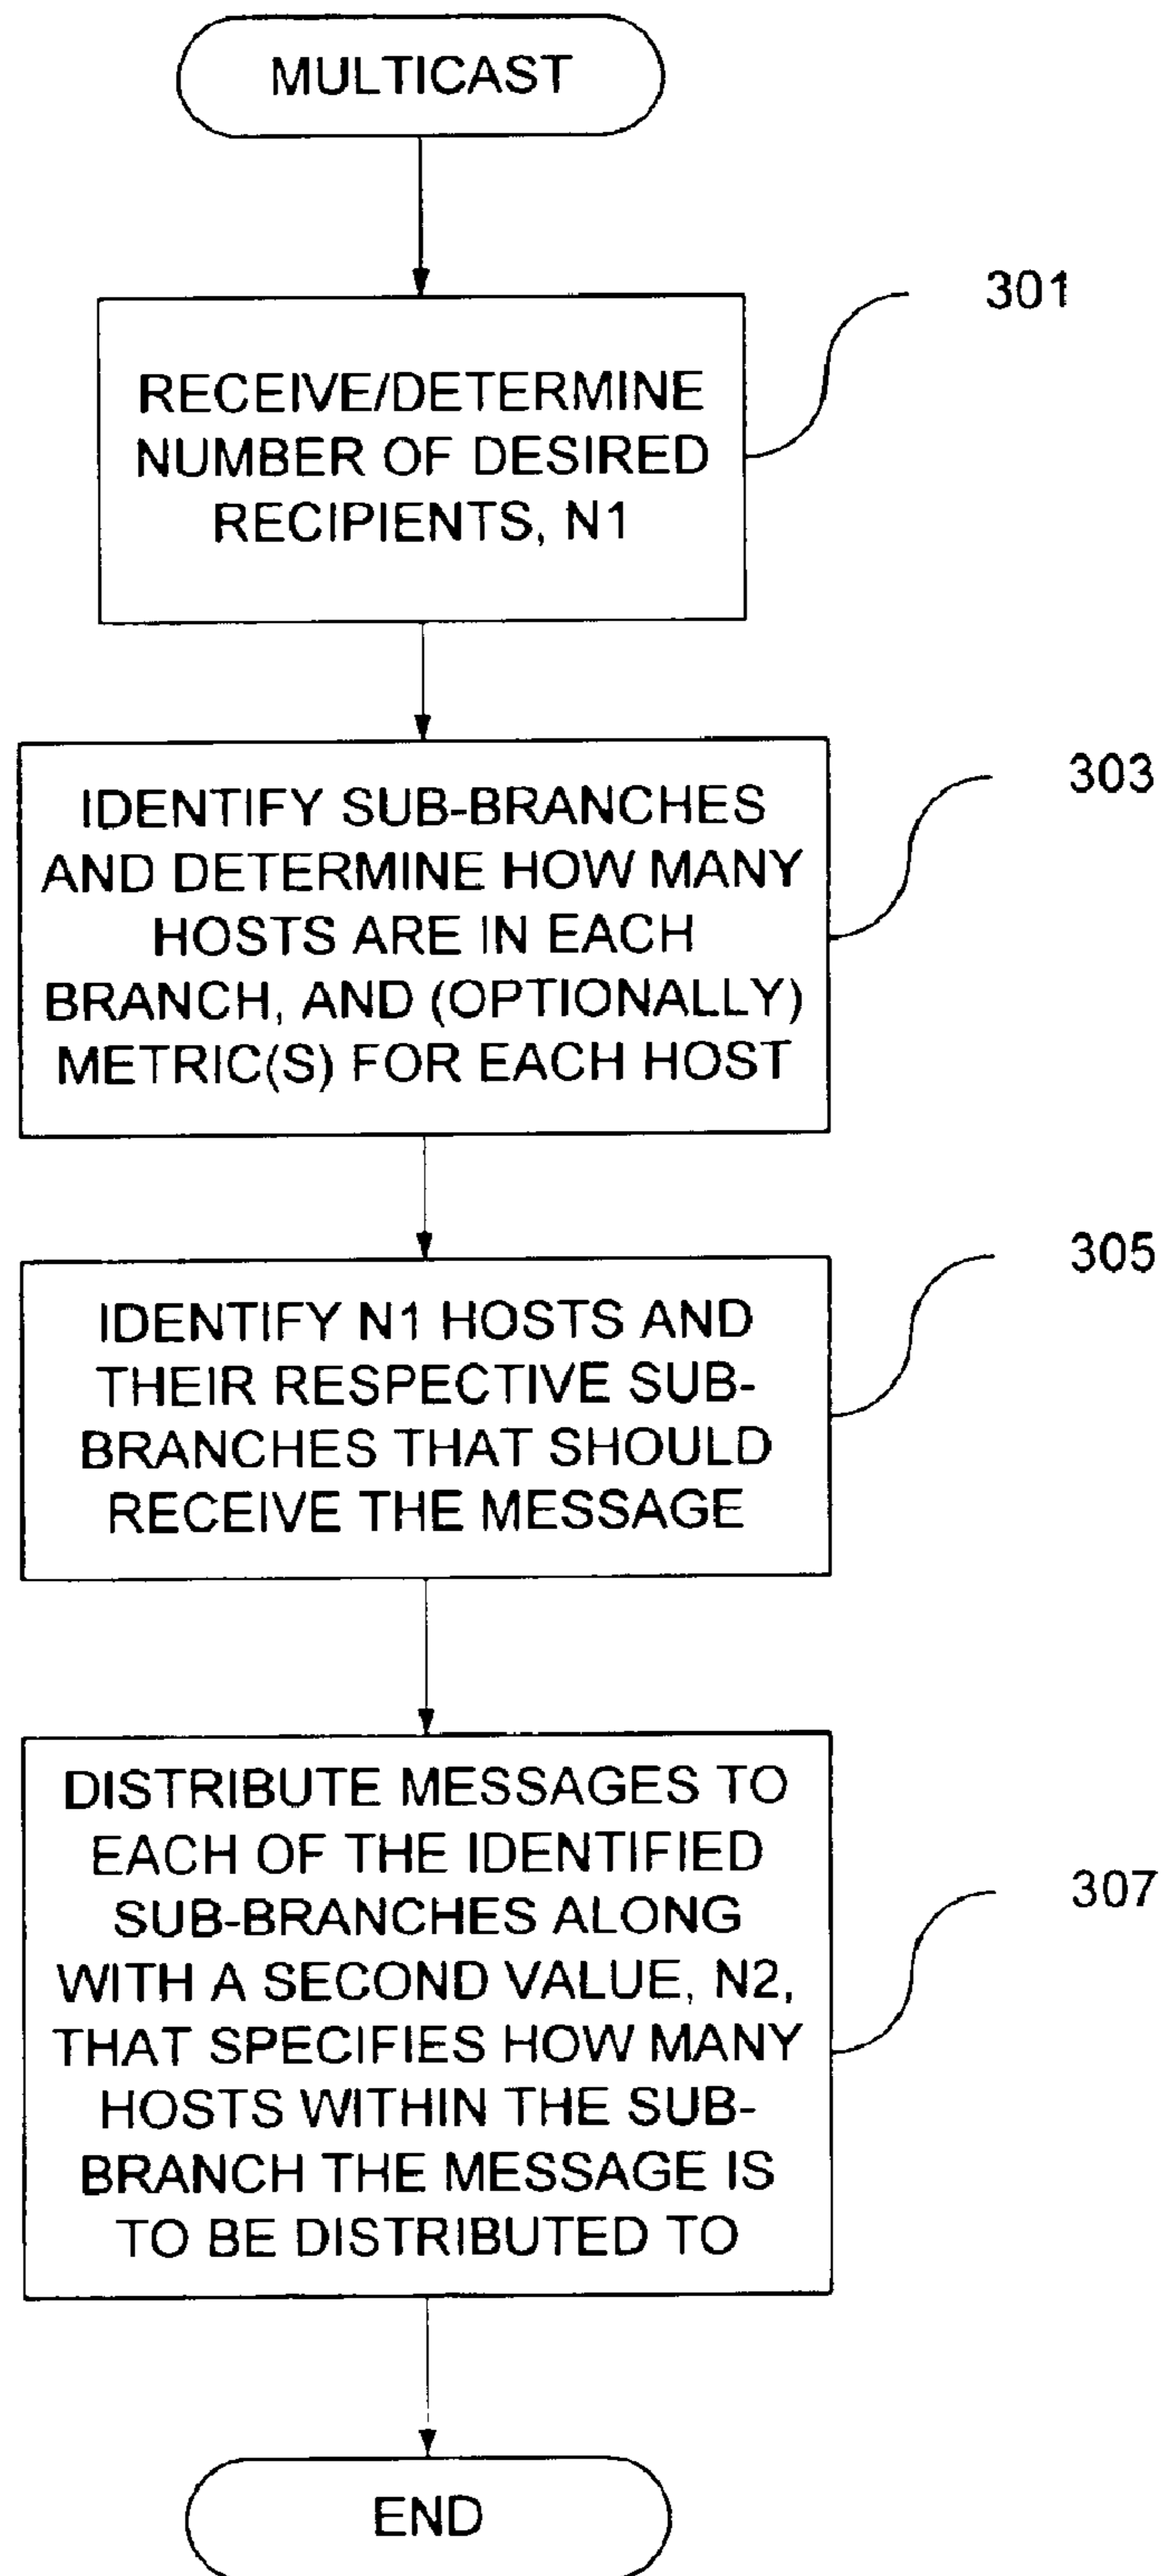 MULTICAST
301
RECEIVE/DETERMINE
NUMBER OF DESIRED
RECIPIENTS, N1
303
IDENTIFY SUB-BRANCHES
AND DETERMINE HOW MANY
HOSTS ARE IN EACH
BRANCH, AND (OPTIONALLY)
METRIC(S) FOR EACH HOST
305
IDENTIFY N1 HOSTS AND
THEIR RESPECTIVE SUB-
BRANCHES THAT SHOULD
RECEIVE THE MESSAGE
307
DISTRIBUTE MESSAGES TO
EACH OF THE IDENTIFIED
SUB-BRANCHES ALONG
WITH A SECOND VALUE, N2,
THAT SPECIFIES HOW MANY
HOSTS WITHIN THE SUB-
BRANCH THE MESSAGE IS
TO BE DISTRIBUTED TO
END